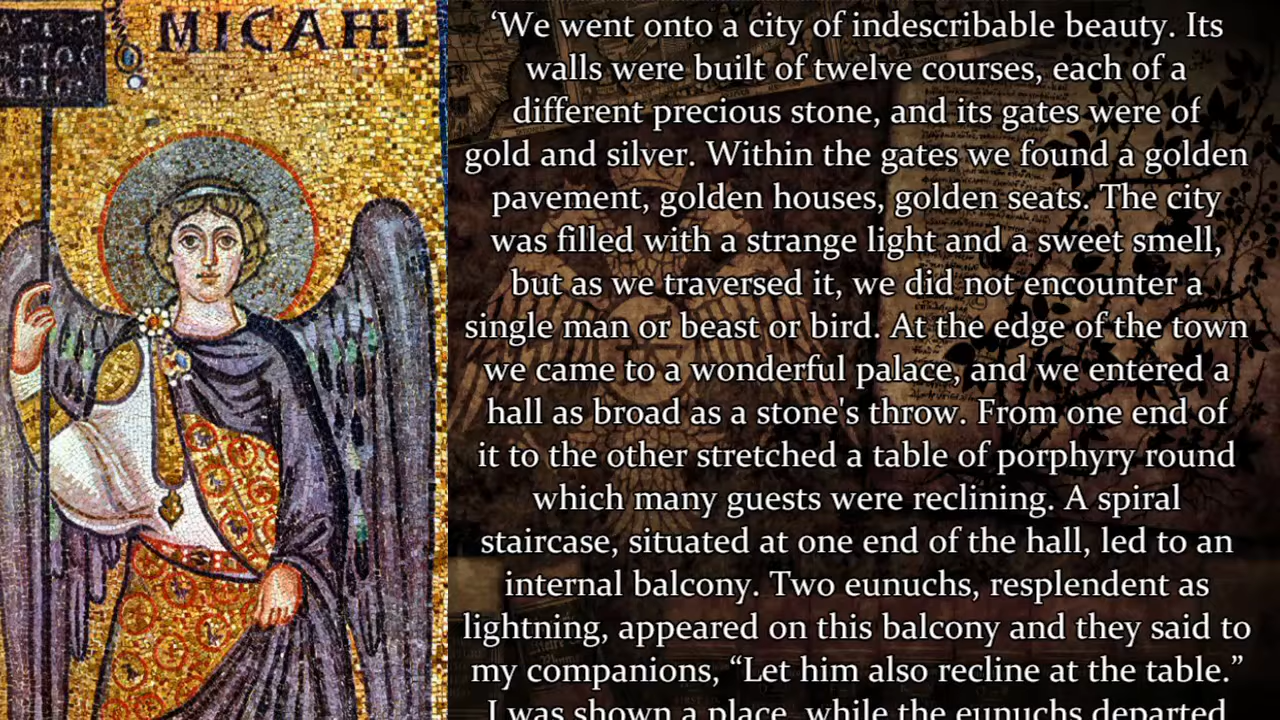 MICAHL
‘We went onto a city of indescribable beauty. Its
walls were built of twelve courses, each of a
different precious stone, and its gates were of
gold and silver. Within the gates we found a golden
pavement, golden houses, golden seats. The city
was filled with a strange light and a sweet smell,
but as we traversed it, we did not encounter a
single man or beast or bird. At the edge of the town
we came to a wonderful palace, and we entered a
hall as broad as a stone's throw. From one end of
it to the other stretched a table of porphyry round
which many guests were reclining. A spiral
staircase, situated at one end of the hall, led to an
internal balcony. Two eunuchs, resplendent as
lightning, appeared on this balcony and they said to
my companions, “Let him also recline at the table.”
I was shown a place, while the eunuchs departed